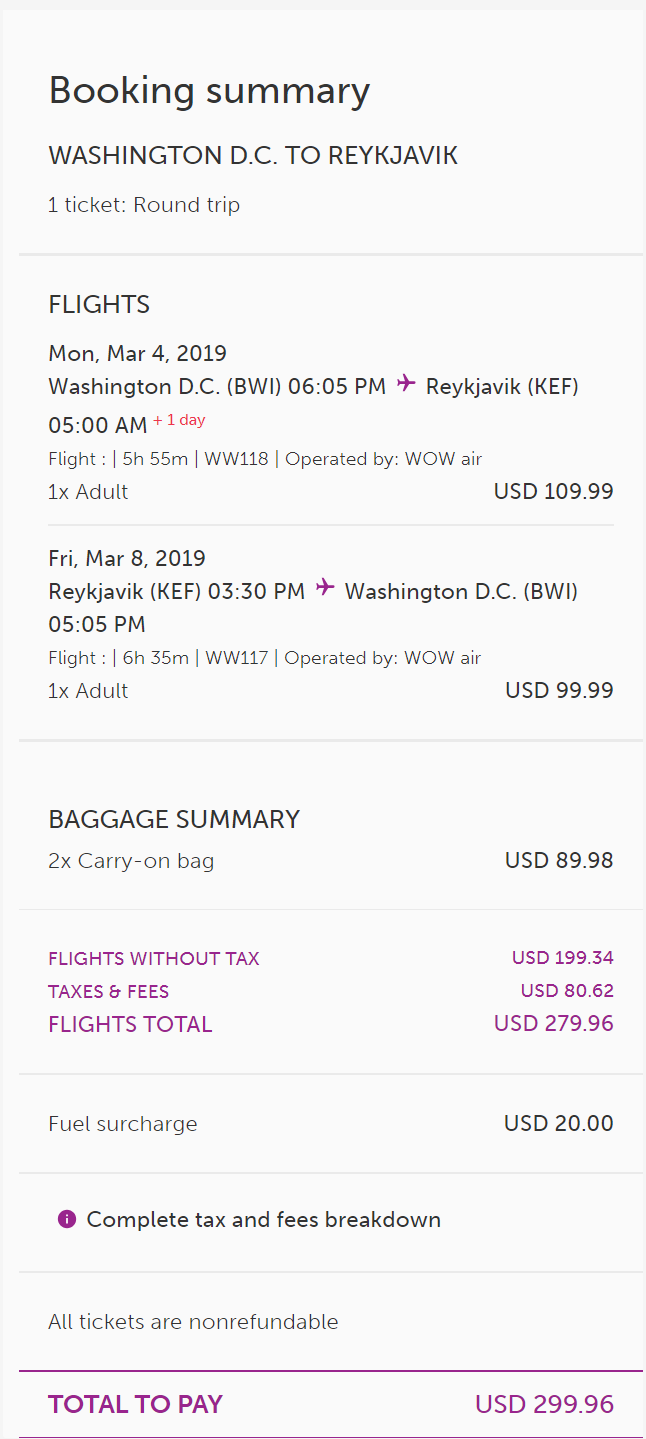 Booking summary
WASHINGTON D.C. TO REYKJAVIK
1 ticket: Round trip
FLIGHTS
Mon, Mar 4, 2019
Washington D.C. (BWI) 06:05 PM Reykjavik (KEF)
05:00 AM + 1 day
Flight : | 5h 55m | WW118 | Operated by: WOW air
1x Adult USD 109.99
Fri, Mar 8, 2019
Reykjavik (KEF) 03:30 PM Washington D.C. (BWI)
05:05 PM
Flight : | 6h 35m | WW117 | Operated by: WOW air
1x Adult USD 99.99
BAGGAGE SUMMARY
2x Carry-on bag USD 89.98
FLIGHTS WITHOUT TAX USD 199.34
TAXES & FEES USD 80.62
FLIGHTS TOTAL USD 279.96
Fuel surcharge USD 20.00
Complete tax and fees breakdown
All tickets are nonrefundable
TOTAL TO PAY USD 299.96